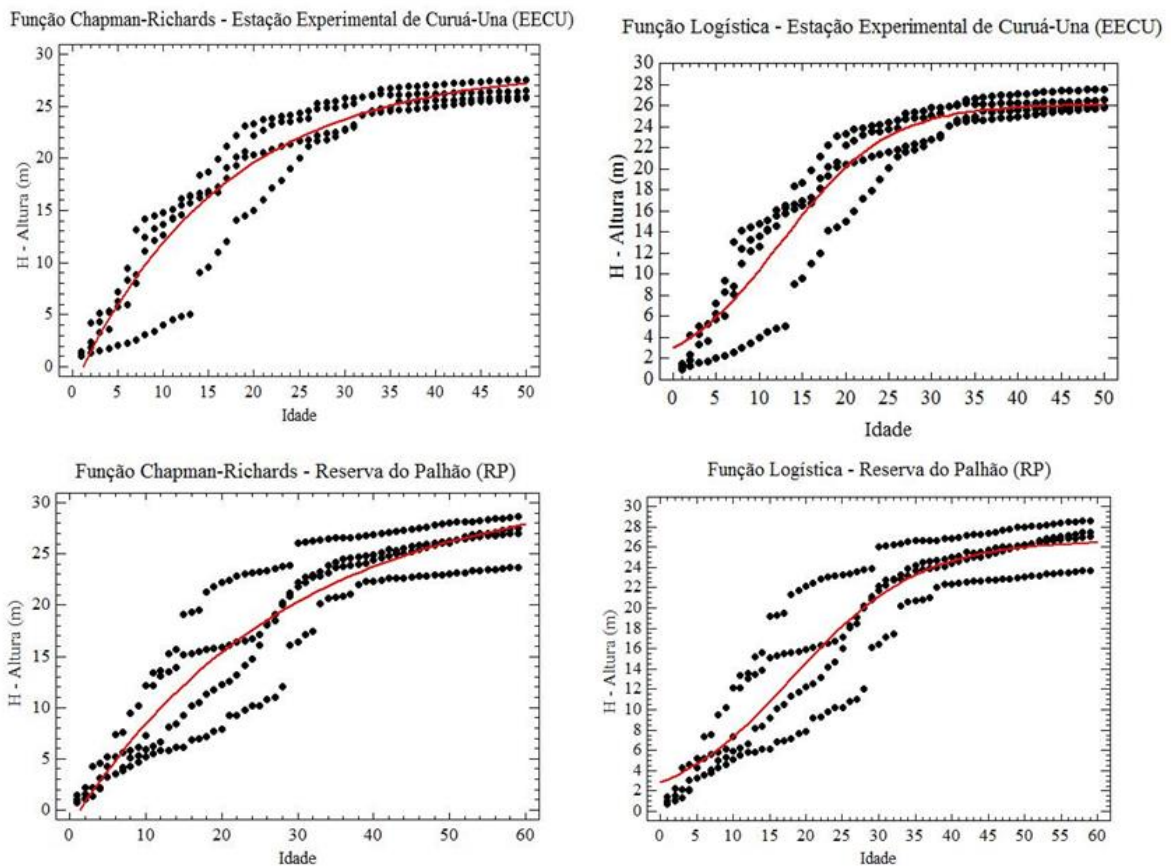 Função Chapman-Richards - Estação Experimental de Curuá-Una (EECU)
30
25
20
15
10
5
0
H - Altura (m)
0 5 10 15 20 25 30 35 40 45 50
Idade
Função Logística - Estação Experimental de Curuá-Una (EECU)
30
28
26
24
22
20
18
16
14
12
10
8
6
4
2
0
H - Altura (m)
0 5 10 15 20 25 30 35 40 45 50
Idade
Função Chapman-Richards - Reserva do Palhão (RP)
30
25
20
15
10
5
0
H - Altura (m)
0 10 20 30 40 50 60
Idade
Função Logística - Reserva do Palhão (RP)
30
28
26
24
22
20
18
16
14
12
10
8
6
4
2
0
H - Altura (m)
0 5 10 15 20 25 30 35 40 45 50 55 60
Idade